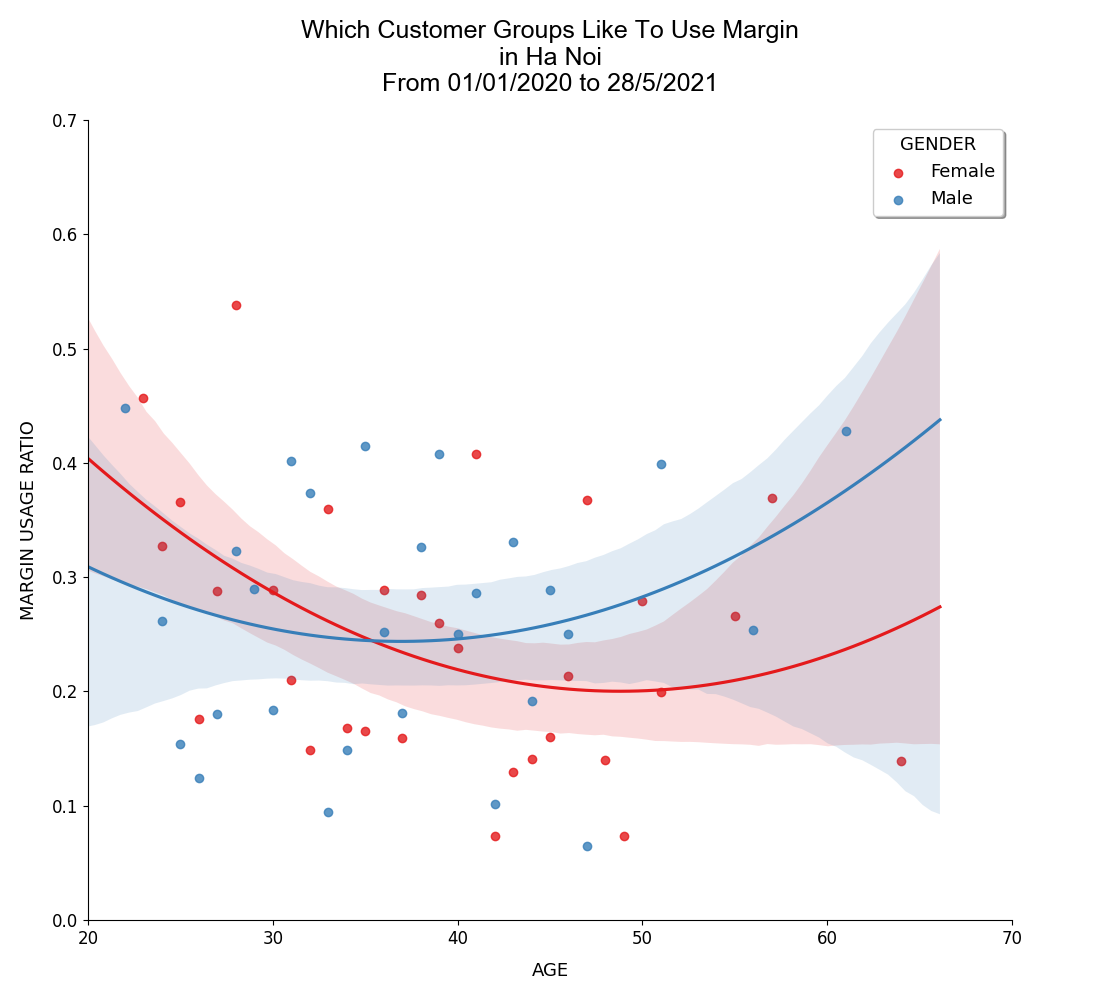 Which Customer Groups Like To Use Margin
in Ha Noi
From 01/01/2020 to 28/5/2021
0.7
0.6
0.5
0.4
0.3
0.2
0.1
0.0
MARGIN USAGE RATIO
GENDER
Female
Male
20
30
40
50
60
70
AGE